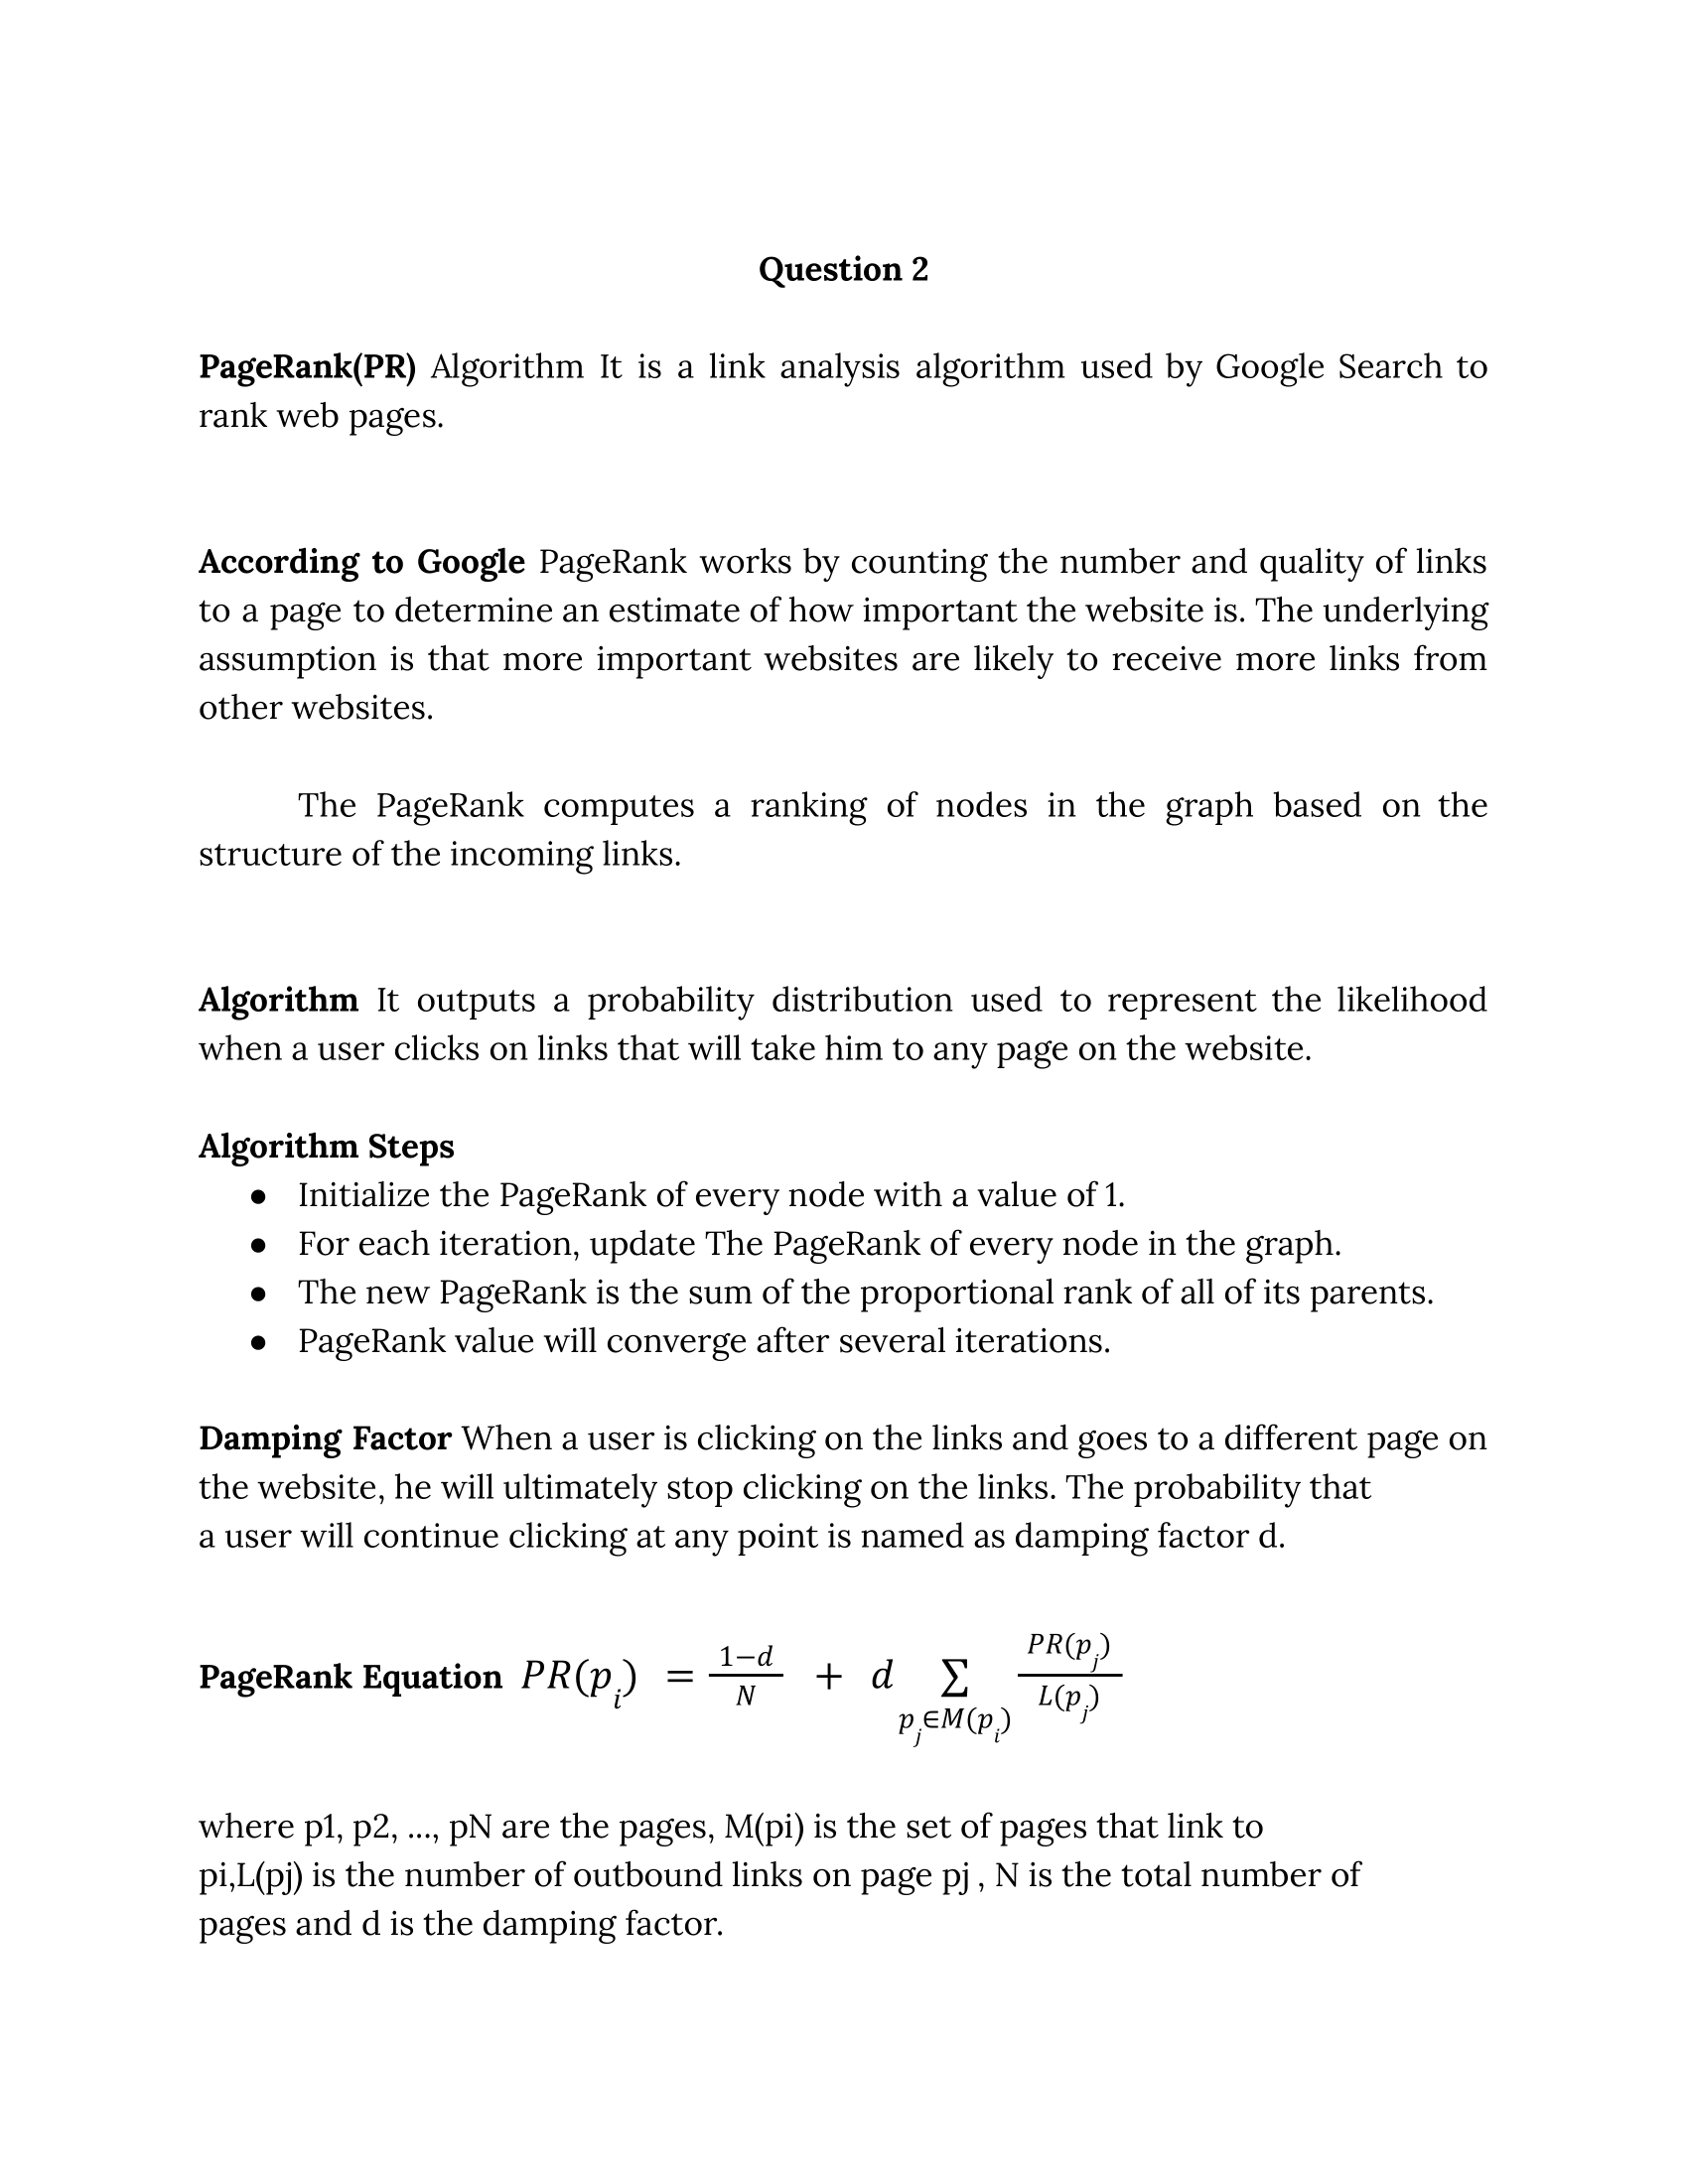 Question 2
PageRank(PR) Algorithm It is a link analysis algorithm used by Google Search to
rank web pages.
According to Google PageRank works by counting the number and quality of links
to a page to determine an estimate of how important the website is. The underlying
assumption is that more important websites are likely to receive more links from
other websites.
The PageRank computes a ranking of nodes in the graph based on the
structure of the incoming links.
Algorithm It outputs a probability distribution used to represent the likelihood
when a user clicks on links that will take him to any page on the website.
Algorithm Steps
● Initialize the PageRank of every node with a value of 1.
● For each iteration, update The PageRank of every node in the graph.
● The new PageRank is the sum of the proportional rank of all of its parents.
● PageRank value will converge after several iterations.
Damping Factor When a user is clicking on the links and goes to a different page on
the website, he will ultimately stop clicking on the links. The probability that
a user will continue clicking at any point is named as damping factor d.
PageRank Equation PR(p_i) = (1−d)/N + d ∑_{p_j∈M(p_i)} PR(p_j)/L(p_j)
where p1, p2, ..., pN are the pages, M(pi) is the set of pages that link to
pi,L(pj) is the number of outbound links on page pj , N is the total number of
pages and d is the damping factor.